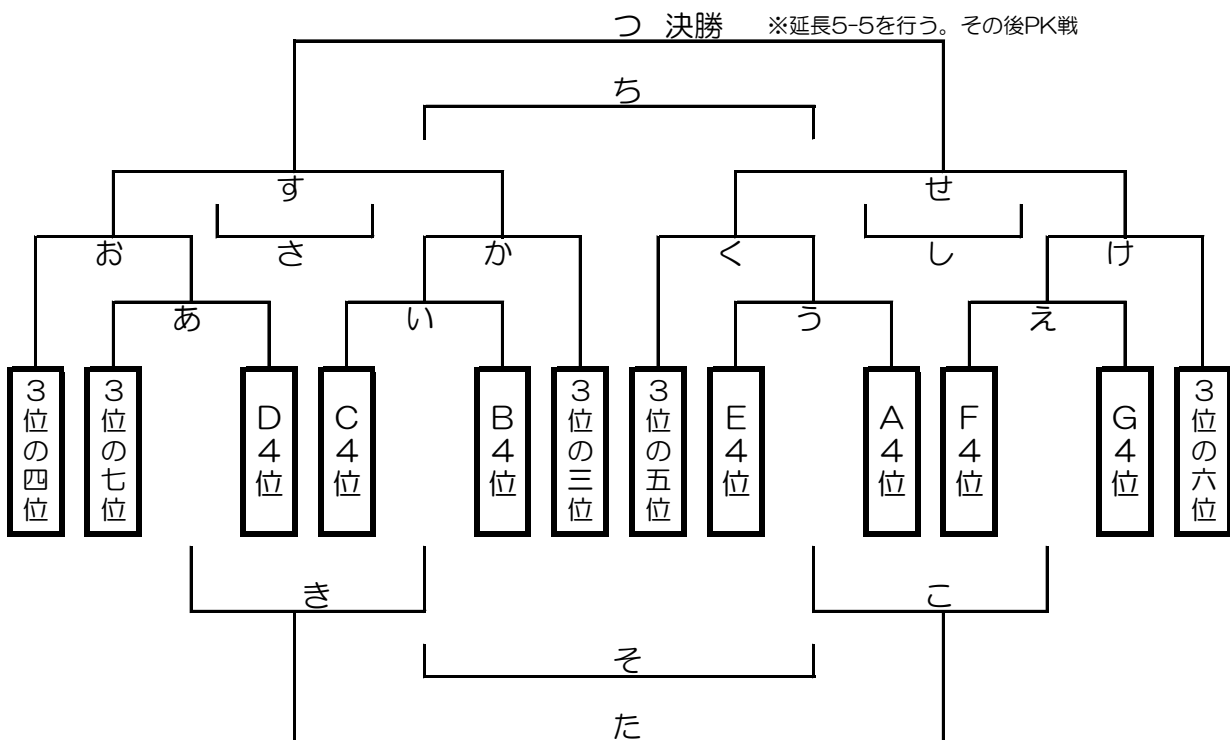 つ 決勝 ※延長5-5を行う。その後PK戦
ち
す
せ
さ
し
お
か
く
け
あ
い
う
え
3位の四位
3位の七位
D4位
C4位
B4位
3位の三位
3位の五位
E4位
A4位
F4位
G4位
3位の六位
き
こ
そ
た